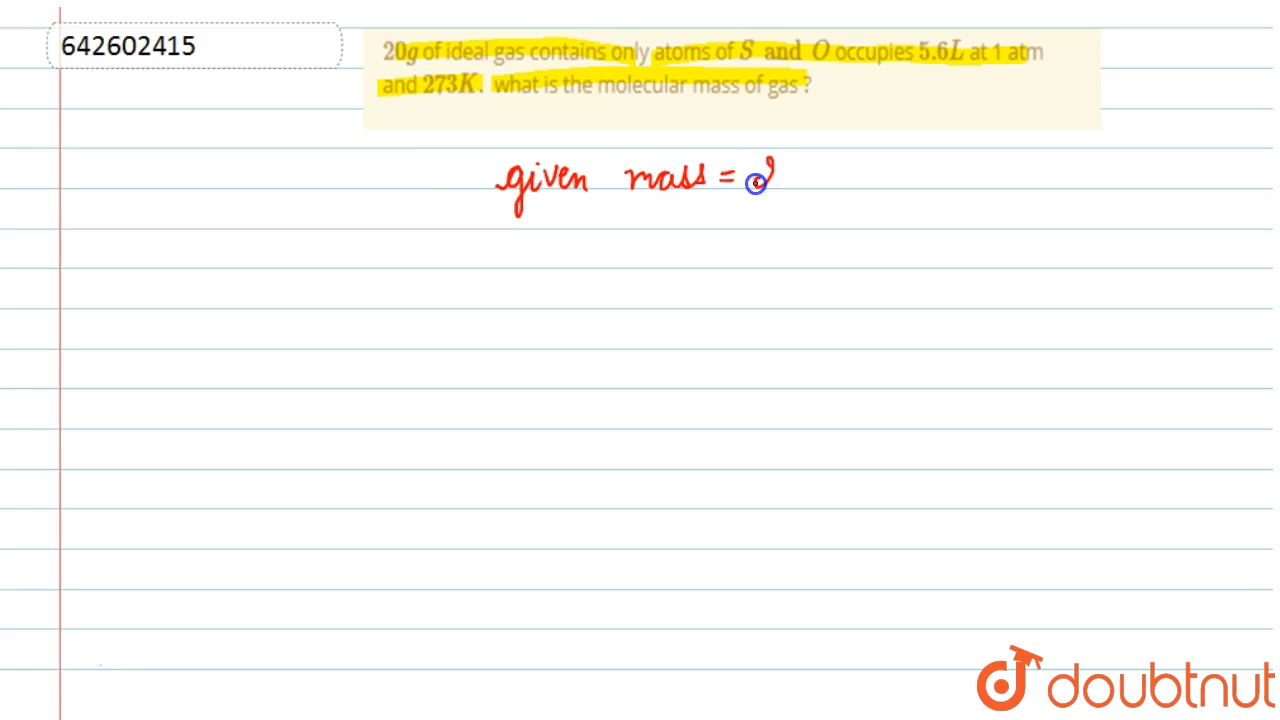 642602415
20g of ideal gas contains only atoms of S and O occupies 5.6L at 1 atm
and 273K. what is the molecular mass of gas ?
given mass = 2
doubtnut